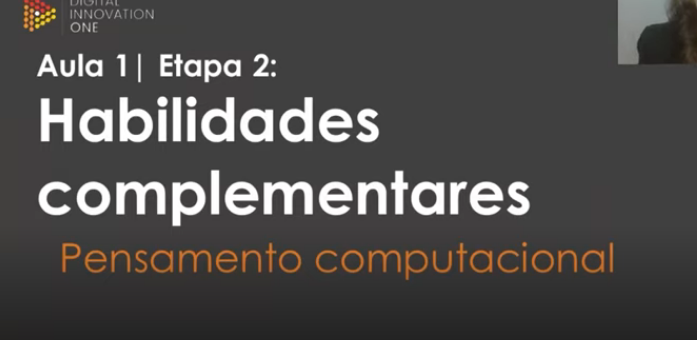 DIGITAL
INNOVATION
ONE
Aula 1| Etapa 2:
Habilidades
complementares
Pensamento computacional